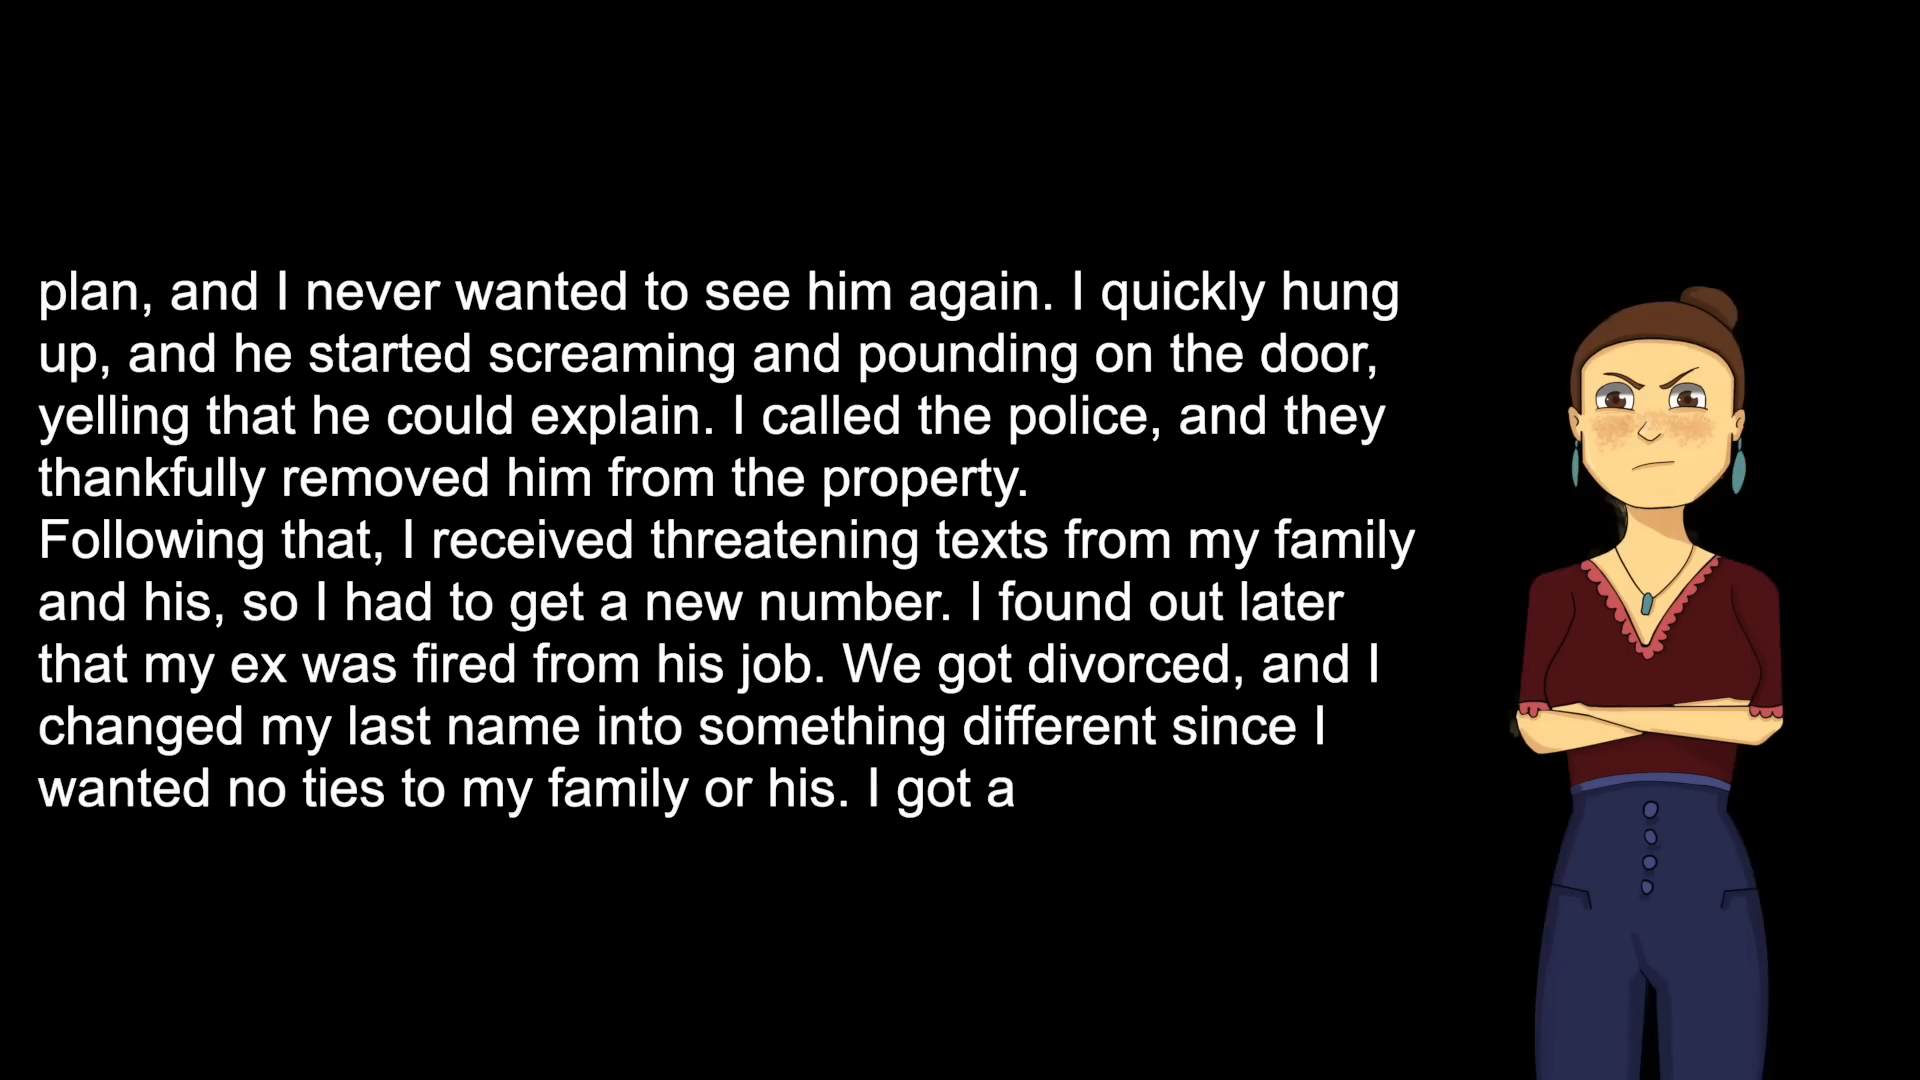 plan, and I never wanted to see him again. I quickly hung
up, and he started screaming and pounding on the door,
yelling that he could explain. I called the police, and they
thankfully removed him from the property.
Following that, I received threatening texts from my family
and his, so I had to get a new number. I found out later
that my ex was fired from his job. We got divorced, and I
changed my last name into something different since I
wanted no ties to my family or his. I got a